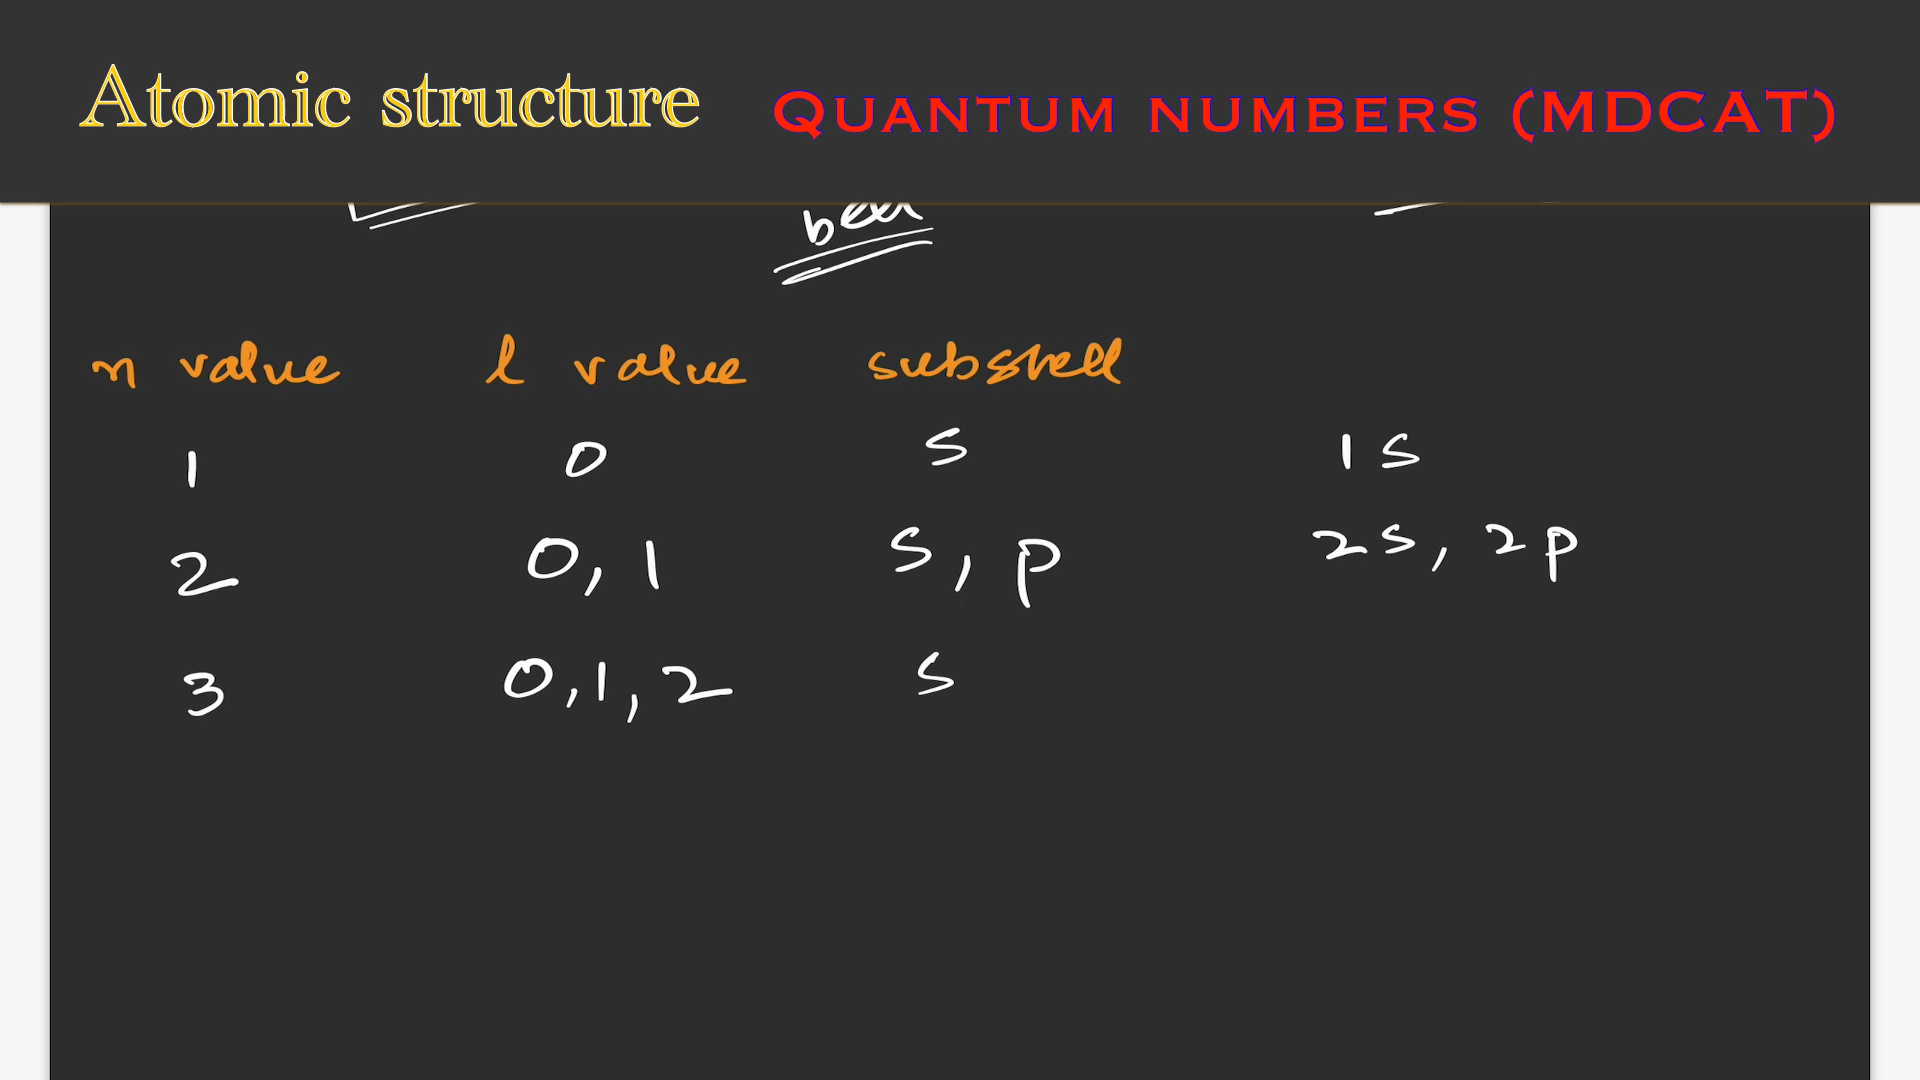 Atomic structure QUANTUM NUMBERS (MDCAT)
n value l value subshell
1 0 s 1s
2 0, 1 s, p 2s, 2p
3 0,1,2 s